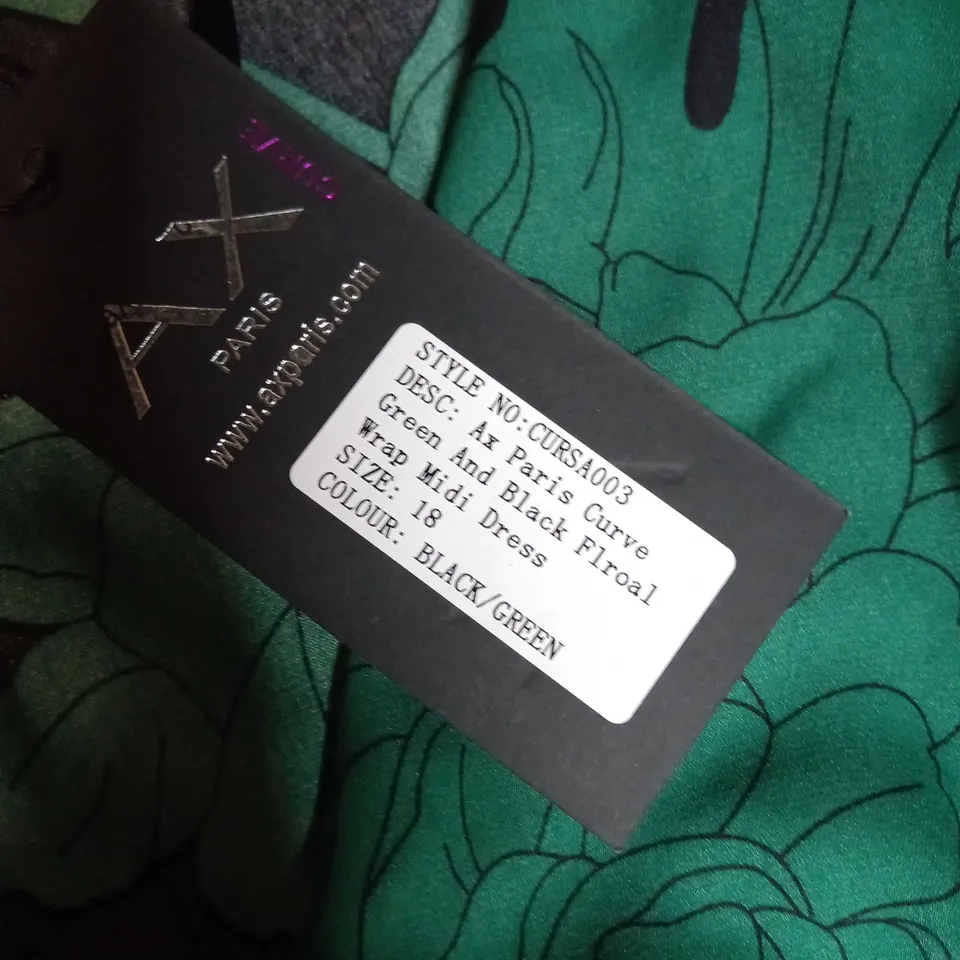 CURVE
AX
PARIS
www.axparis.com
STYLE NO:CURSA003
DESC: Ax Paris Curve
Green And Black Flroal
Wrap Midi Dress
SIZE: 18
COLOUR: BLACK/GREEN